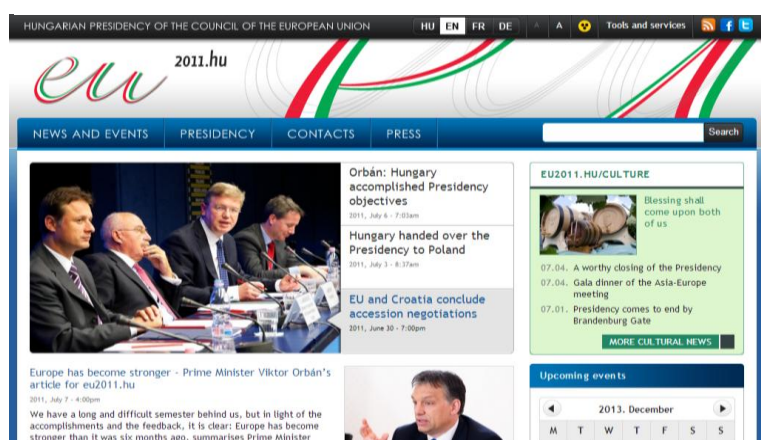 HUNGARIAN PRESIDENCY OF THE COUNCIL OF THE EUROPEAN UNION
HU EN FR DE A A Tools and services
eu 2011.hu
NEWS AND EVENTS PRESIDENCY CONTACTS PRESS Search
Orbán: Hungary
accomplished Presidency
objectives
2011, July 6 - 7:03am
Hungary handed over the
Presidency to Poland
2011, July 3 - 8:37am
EU and Croatia conclude
accession negotiations
2011, June 30 - 7:00pm
EU2011.HU/CULTURE
Blessing shall
come upon both
of us
07.04. A worthy closing of the Presidency
07.04. Gala dinner of the Asia-Europe
meeting
07.01. Presidency comes to end by
Brandenburg Gate
MORE CULTURAL NEWS
Europe has become stronger - Prime Minister Viktor Orbán's
article for eu2011.hu
2011, July 7 - 4:00pm
We have a long and difficult semester behind us, but in light of the
accomplishments and the feedback, it is clear: Europe has become
stronger than it was six months ago, summarises Prime Minister
Upcoming events
2013. December
M T W T F S S